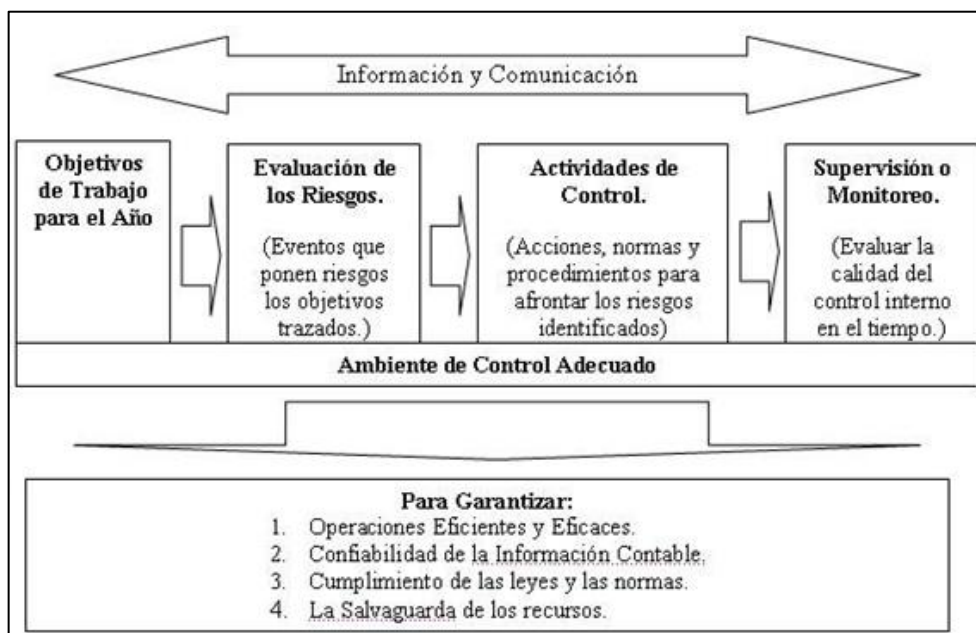 Información y Comunicación
Objetivos
de Trabajo
para el Año
Evaluación de
los Riesgos.
(Eventos que
ponen riesgos
los objetivos
trazados.)
Actividades de
Control.
(Acciones, normas y
procedimientos para
afrontar los riesgos
identificados)
Supervisión o
Monitoreo.
(Evaluar la
calidad del
control interno
en el tiempo.)
Ambiente de Control Adecuado
Para Garantizar:
1. Operaciones Eficientes y Eficaces.
2. Confiabilidad de la Información Contable.
3. Cumplimiento de las leyes y las normas.
4. La Salvaguarda de los recursos.